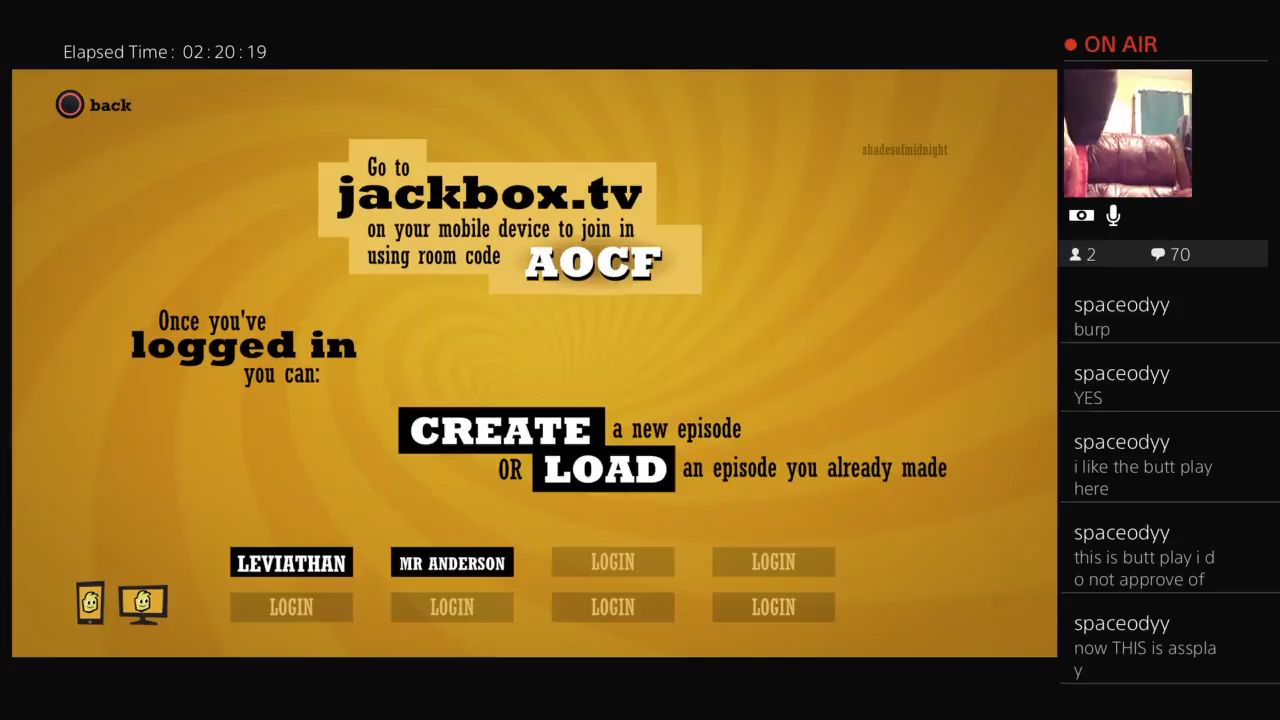 Elapsed Time: 02:20:19
ON AIR
back
shadesofmidnight
Go to
jackbox.tv
on your mobile device to join in
using room code AOCF
Once you've
logged in
you can:
CREATE a new episode
OR LOAD an episode you already made
LEVIATHAN MR ANDERSON LOGIN LOGIN
LOGIN LOGIN LOGIN LOGIN
2 70
spaceodyy
burp
spaceodyy
YES
spaceodyy
i like the butt play
here
spaceodyy
this is butt play i d
o not approve of
spaceodyy
now THIS is asspla
y